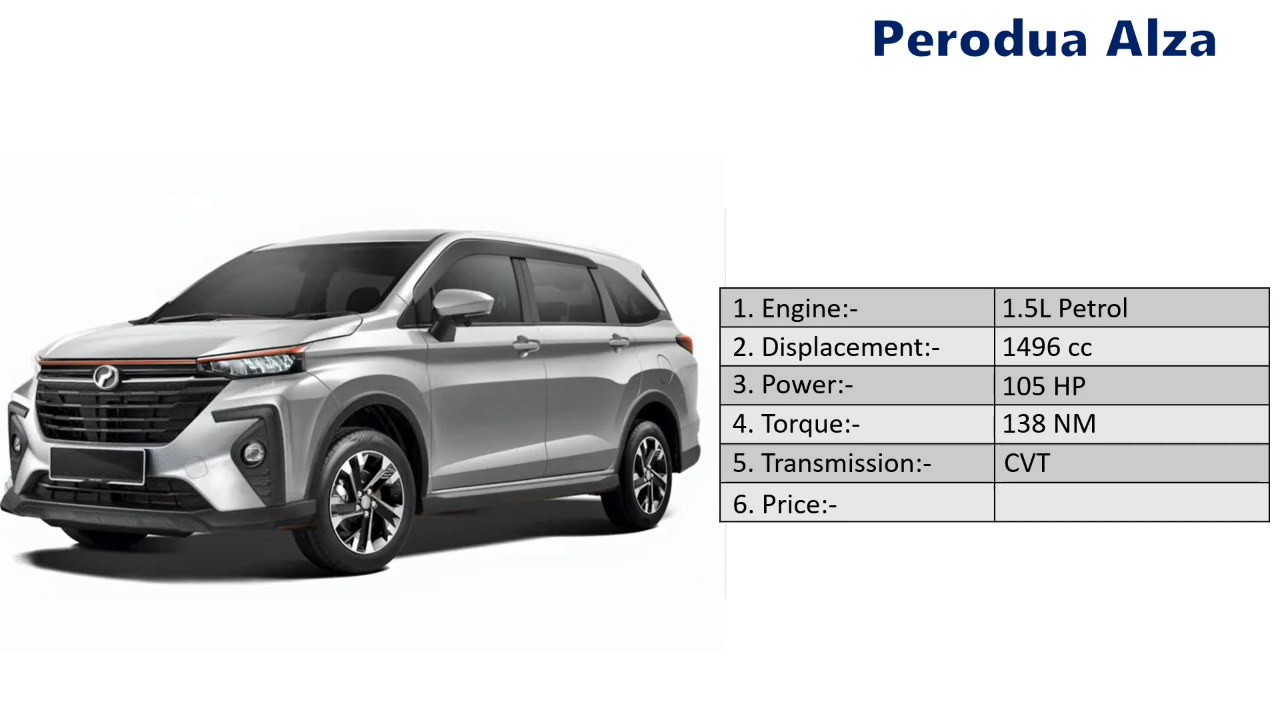 Perodua Alza
1. Engine:- 1.5L Petrol
2. Displacement:- 1496 cc
3. Power:- 105 HP
4. Torque:- 138 NM
5. Transmission:- CVT
6. Price:-